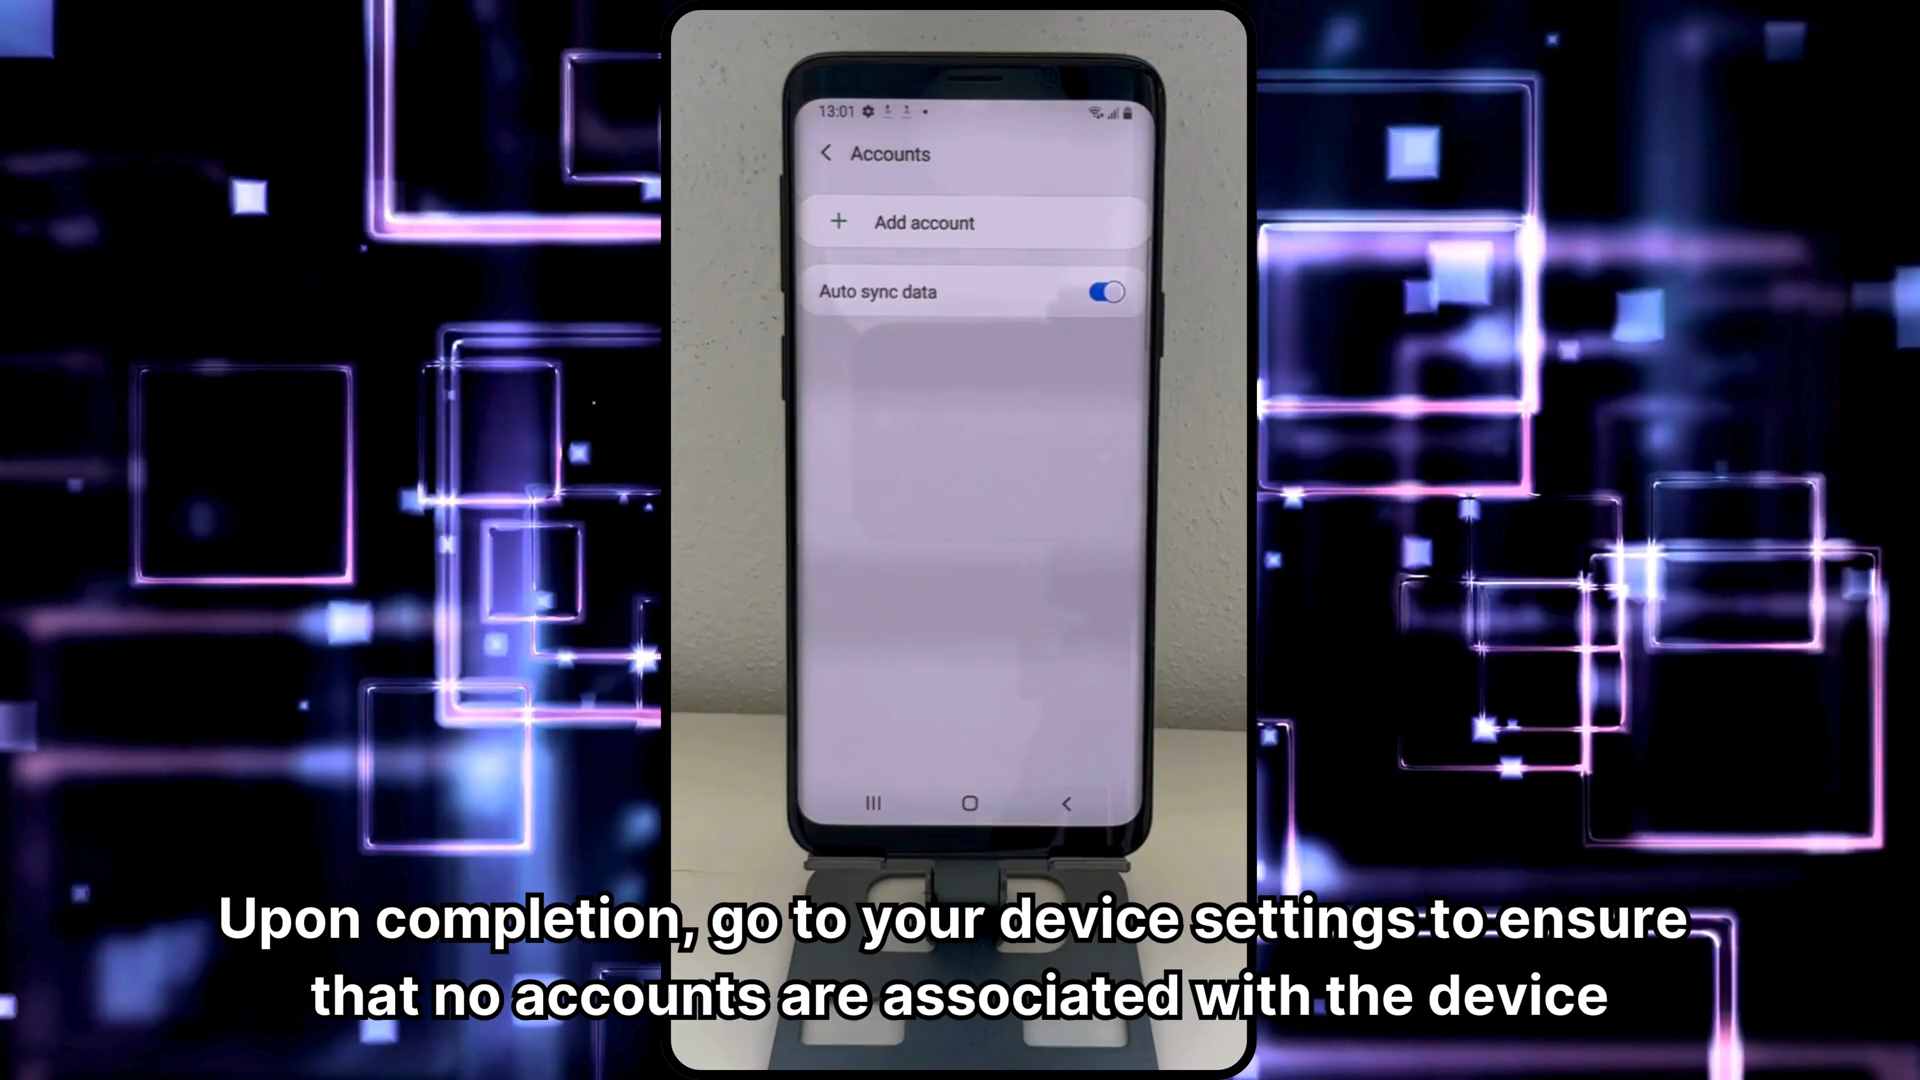 13:01
Accounts
Add account
Auto sync data
Upon completion, go to your device settings to ensure
that no accounts are associated with the device